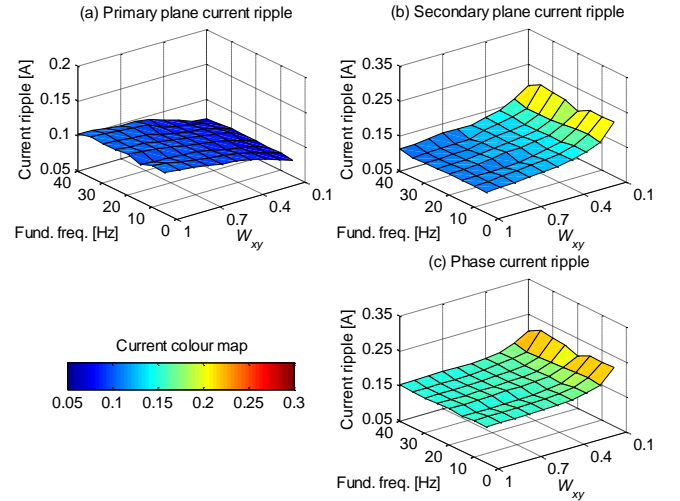 (a) Primary plane current ripple
Current ripple [A]
0.2
0.15
0.1
0.05
40
30
20
10
0
Fund. freq. [Hz]
1
0.7
0.4
0.1
Wxy
(b) Secondary plane current ripple
Current ripple [A]
0.35
0.25
0.15
0.05
40
30
20
10
0
Fund. freq. [Hz]
1
0.7
0.4
0.1
Wxy
Current colour map
0.05 0.1 0.15 0.2 0.25 0.3
(c) Phase current ripple
Current ripple [A]
0.35
0.25
0.15
0.05
40
30
20
10
0
Fund. freq. [Hz]
1
0.7
0.4
0.1
Wxy